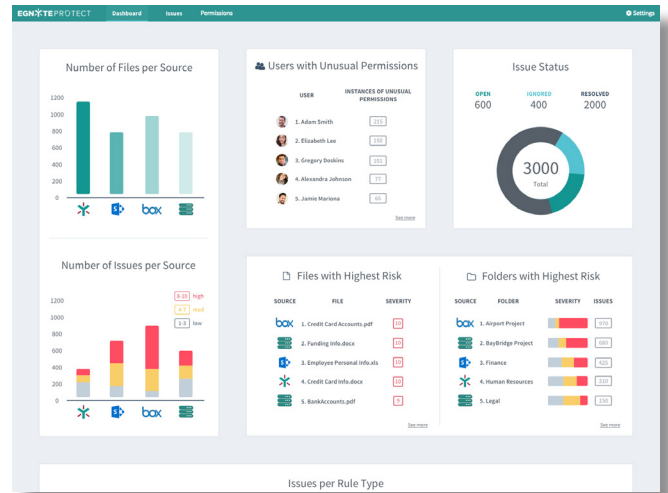 EGNYTEPROTECT Dashboard Issues Permissions Settings
Number of Files per Source
1200
1000
800
600
400
200
0
box
Number of Issues per Source
8-10 high
4-7 med
1-3 low
1200
1000
800
600
400
200
0
box
Users with Unusual Permissions
USER INSTANCES OF UNUSUAL PERMISSIONS
1. Adam Smith 215
2. Elizabeth Lee 150
3. Gregory Doskins 101
4. Alexandra Johnson 77
5. Jamie Mariona 65
See more
Issue Status
OPEN IGNORED RESOLVED
600 400 2000
3000
Total
Files with Highest Risk
SOURCE FILE SEVERITY
box 1. Credit Card Accounts.pdf 10
2. Funding Info.docx 10
3. Employee Personal Info.xls 10
4. Credit Card Info.docx 10
5. BankAccounts.pdf 9
See more
Folders with Highest Risk
SOURCE FOLDER SEVERITY ISSUES
box 1. Airport Project 976
2. BayBridge Project 680
3. Finance 425
4. Human Resources 310
5. Legal 150
See more
Issues per Rule Type